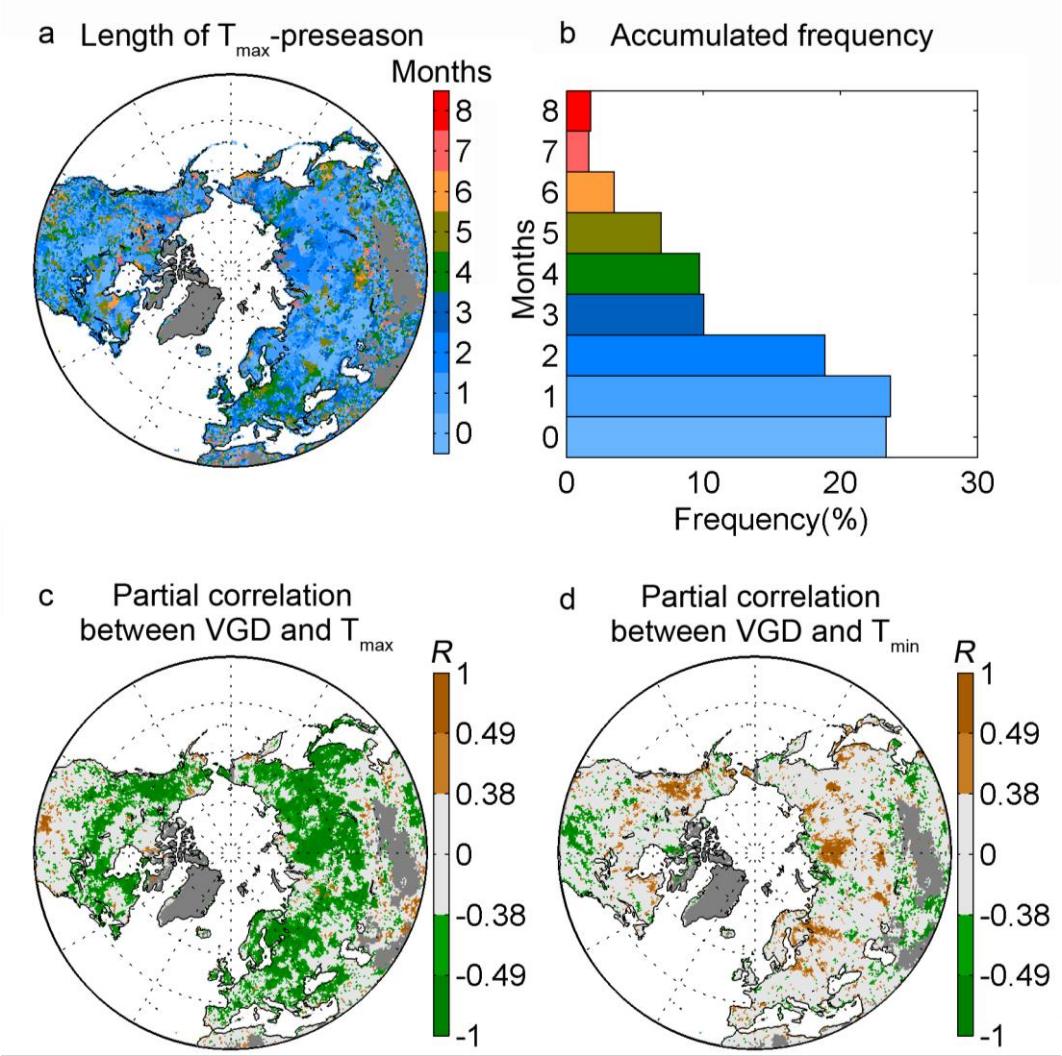 a Length of Tmax-preseason
Months
8
7
6
5
4
3
2
1
0
b Accumulated frequency
Months
8
7
6
5
4
3
2
1
0
0 10 20 30
Frequency(%)
c Partial correlation
between VGD and Tmax
R
1
0.49
0.38
0
-0.38
-0.49
-1
d Partial correlation
between VGD and Tmin
R
1
0.49
0.38
0
-0.38
-0.49
-1